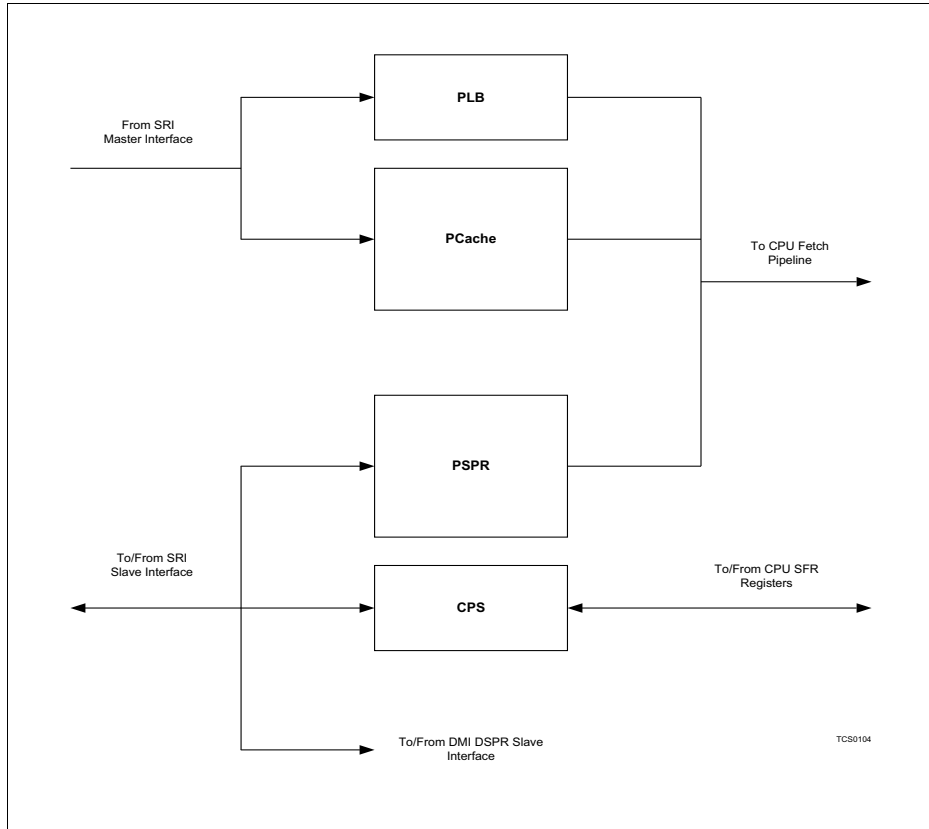 PLB
From SRI
Master Interface
PCache
To CPU Fetch
Pipeline
PSPR
To/From SRI
Slave Interface
To/From CPU SFR
Registers
CPS
To/From DMI DSPR Slave
Interface
TCS0104